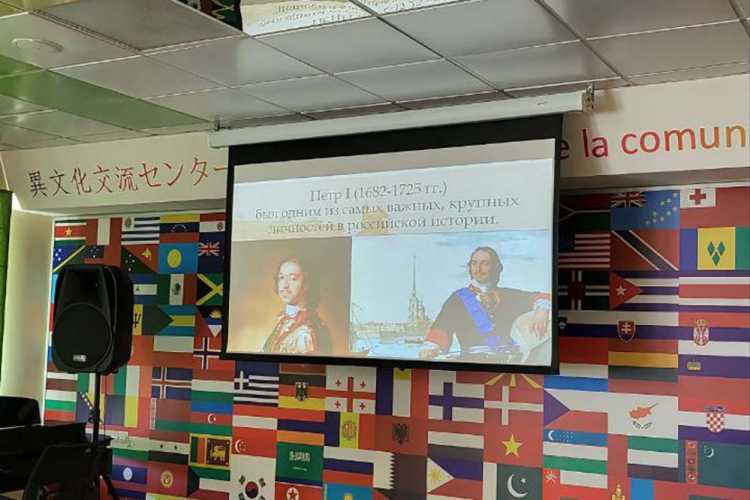 異文化交流センター
e la comun
Петр I (1682-1725 гг.)
был одним из самых важных, крупных
личностей в российской истории.